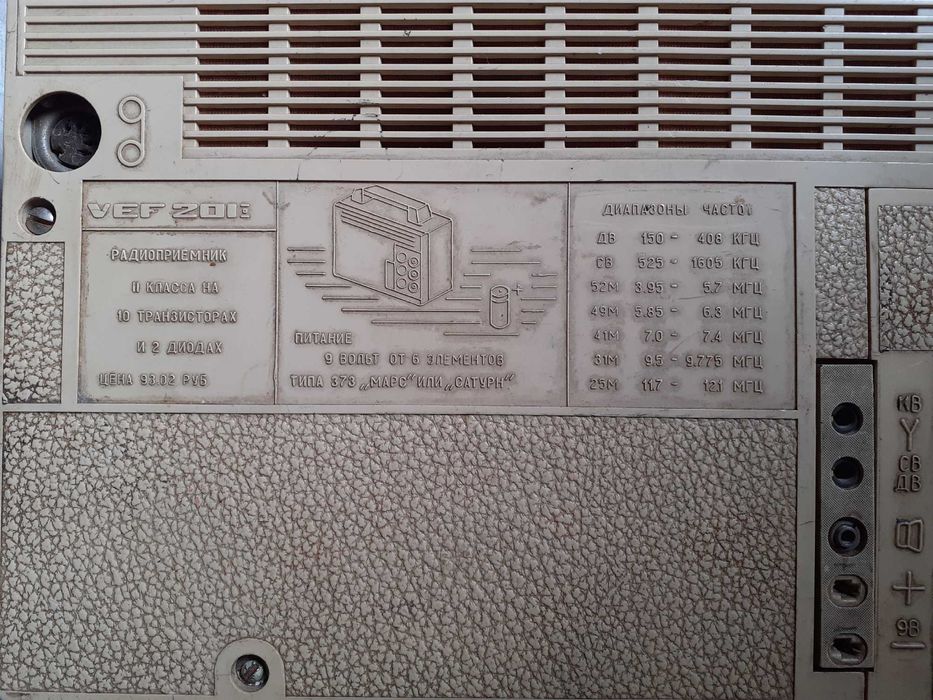 VEF 201
РАДИОПРИЕМНИК
II КЛАССА НА
10 ТРАНЗИСТОРАХ
И 2 ДИОДАХ
ЦЕНА 93.02 РУБ
+
ПИТАНИЕ
9 ВОЛЬТ ОТ 6 ЭЛЕМЕНТОВ
ТИПА 373 „МАРС" ИЛИ „САТУРН"
ДИАПАЗОНЫ ЧАСТОТ
ДВ 150 - 408 КГЦ
СВ 525 - 1605 КГЦ
52М 3.95 - 5.7 МГЦ
49М 5.85 - 6.3 МГЦ
41М 7.0 - 7.4 МГЦ
31М 9.5 - 9.775 МГЦ
25М 11.7 - 12.1 МГЦ
КВ
СВ
ДВ
+
9В
—